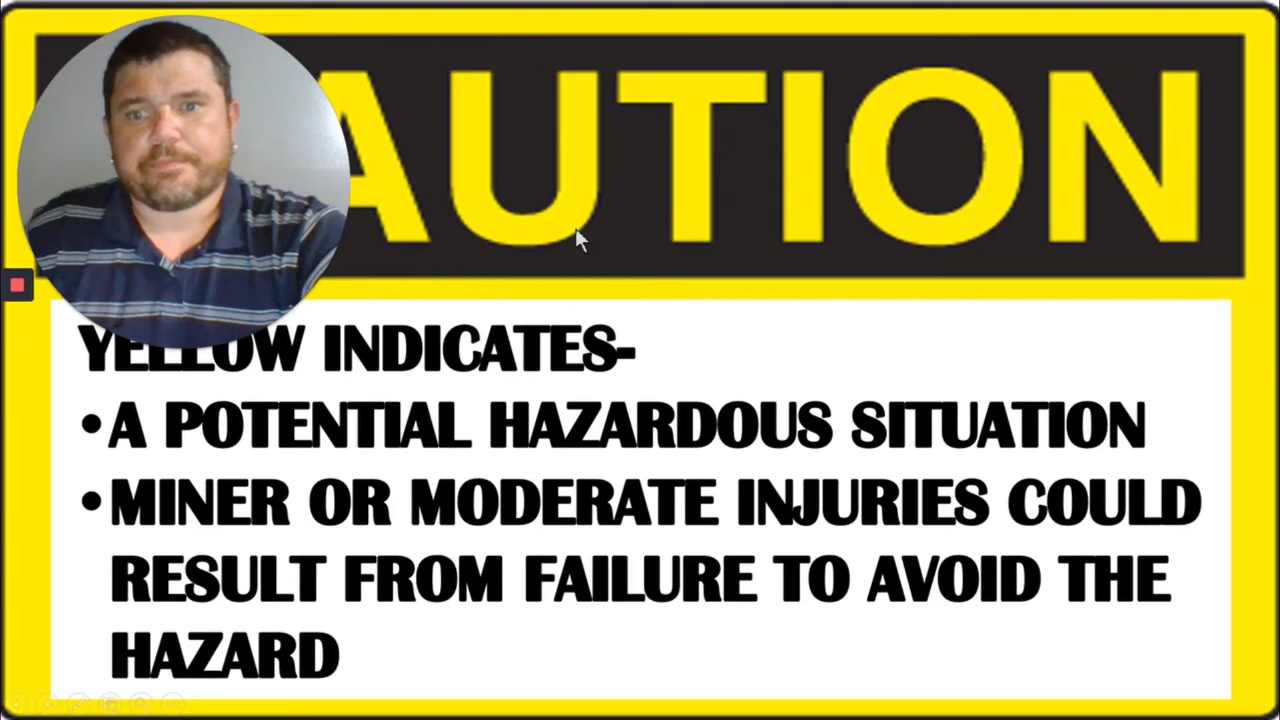 AUTION
YELLOW INDICATES-
•A POTENTIAL HAZARDOUS SITUATION
•MINER OR MODERATE INJURIES COULD
RESULT FROM FAILURE TO AVOID THE
HAZARD